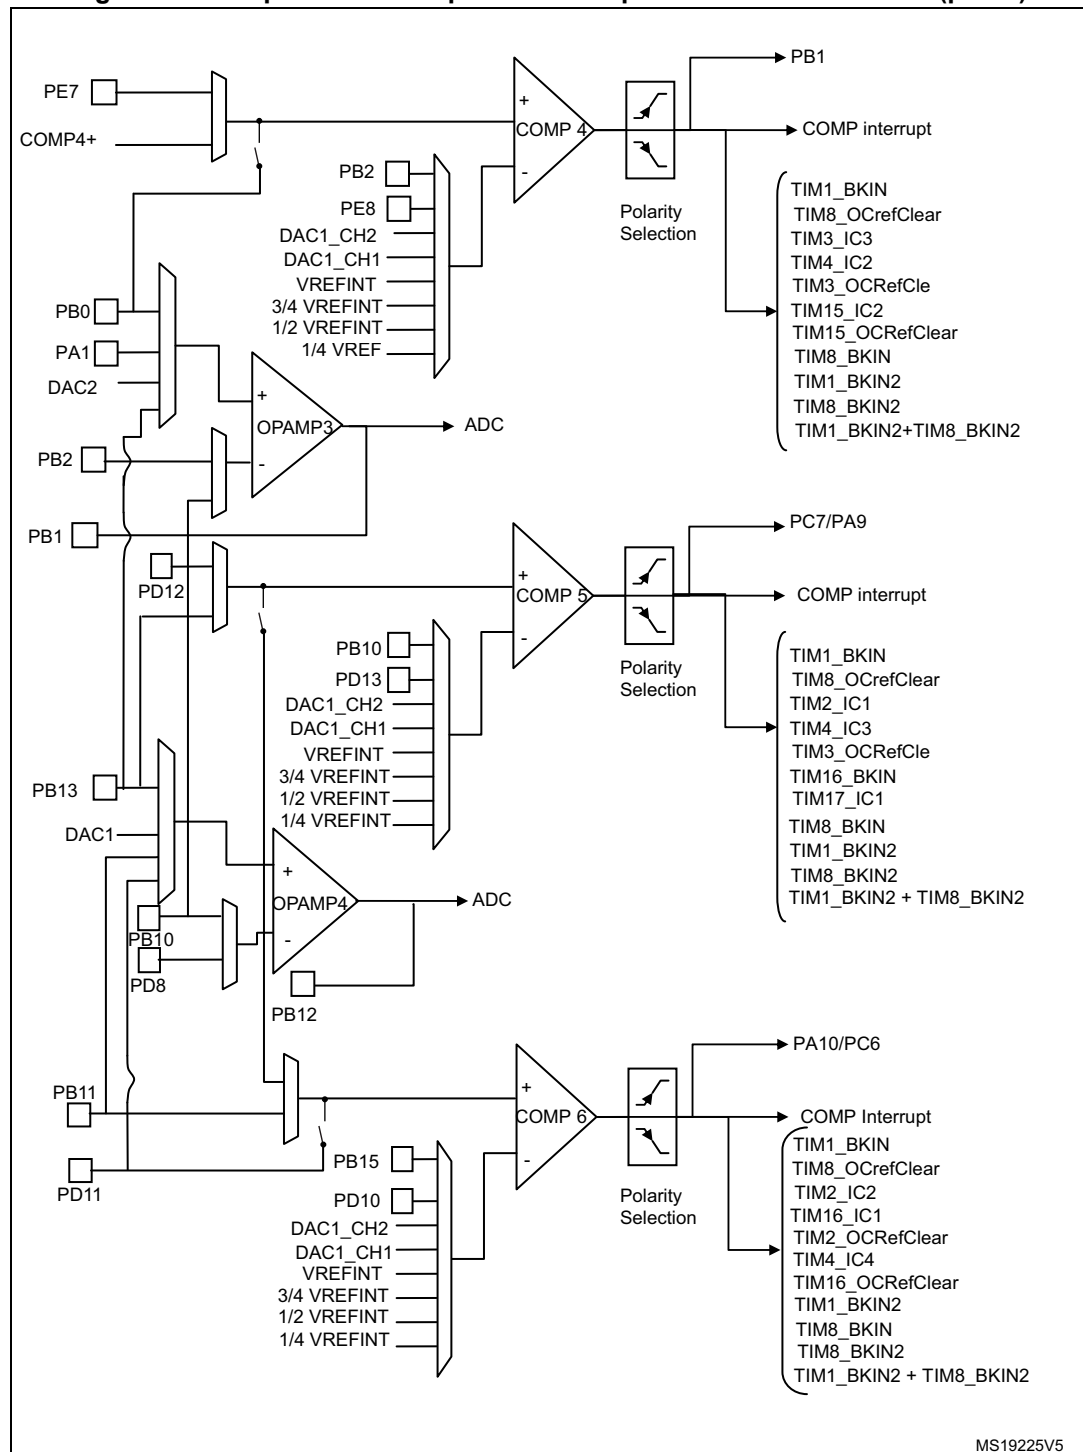 PE7
COMP4+
+
COMP 4
-
PB1
COMP interrupt
Polarity
Selection
PB2
PE8
DAC1_CH2
DAC1_CH1
VREFINT
3/4 VREFINT
1/2 VREFINT
1/4 VREF
TIM1_BKIN
TIM8_OCrefClear
TIM3_IC3
TIM4_IC2
TIM3_OCRefCle
TIM15_IC2
TIM15_OCRefClear
TIM8_BKIN
TIM1_BKIN2
TIM8_BKIN2
TIM1_BKIN2+TIM8_BKIN2
PB0
PA1
DAC2
+
OPAMP3
-
ADC
PB2
PB1
PD12
+
COMP 5
-
PC7/PA9
COMP interrupt
Polarity
Selection
PB10
PD13
DAC1_CH2
DAC1_CH1
VREFINT
3/4 VREFINT
1/2 VREFINT
1/4 VREFINT
TIM1_BKIN
TIM8_OCrefClear
TIM2_IC1
TIM4_IC3
TIM3_OCRefCle
TIM16_BKIN
TIM17_IC1
TIM8_BKIN
TIM1_BKIN2
TIM8_BKIN2
TIM1_BKIN2 + TIM8_BKIN2
PB13
DAC1
+
OPAMP4
-
ADC
PB10
PD8
PB12
PB11
PD11
+
COMP 6
-
PA10/PC6
COMP Interrupt
Polarity
Selection
PB15
PD10
DAC1_CH2
DAC1_CH1
VREFINT
3/4 VREFINT
1/2 VREFINT
1/4 VREFINT
TIM1_BKIN
TIM8_OCrefClear
TIM2_IC2
TIM16_IC1
TIM2_OCRefClear
TIM4_IC4
TIM16_OCRefClear
TIM1_BKIN2
TIM8_BKIN
TIM8_BKIN2
TIM1_BKIN2 + TIM8_BKIN2
MS19225V5